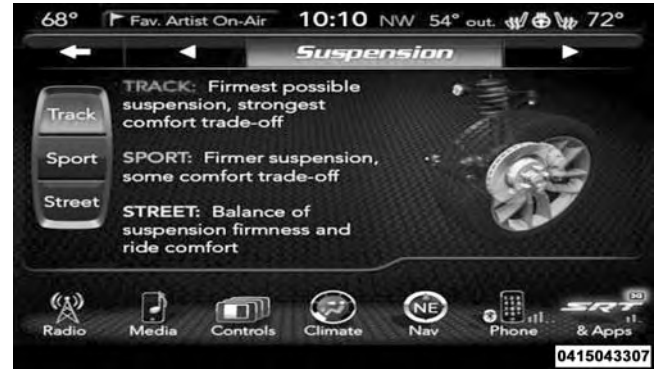 68° Fav. Artist On-Air 10:10 NW 54° out. 72°
Suspension
Track
Sport
Street
TRACK: Firmest possible
suspension, strongest
comfort trade-off
SPORT: Firmer suspension,
some comfort trade-off
STREET: Balance of
suspension firmness and
ride comfort
NE
3G
SRT
Radio Media Controls Climate Nav Phone & Apps
0415043307